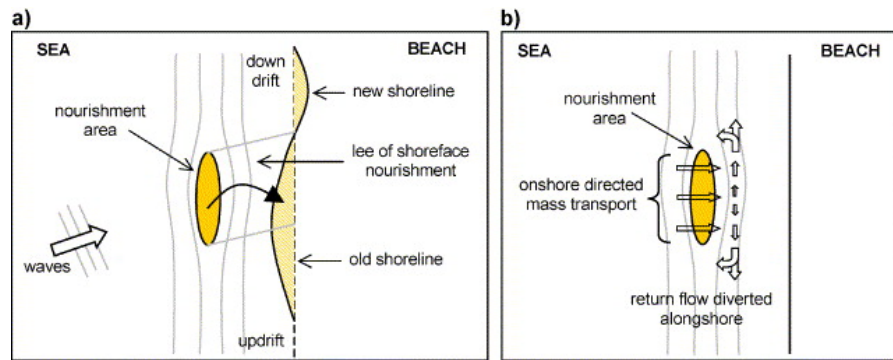 a)
SEA
BEACH
down
drift
new shoreline
nourishment
area
lee of shoreface
nourishment
waves
old shoreline
updrift
b)
SEA
BEACH
nourishment
area
onshore directed
mass transport
return flow diverted
alongshore